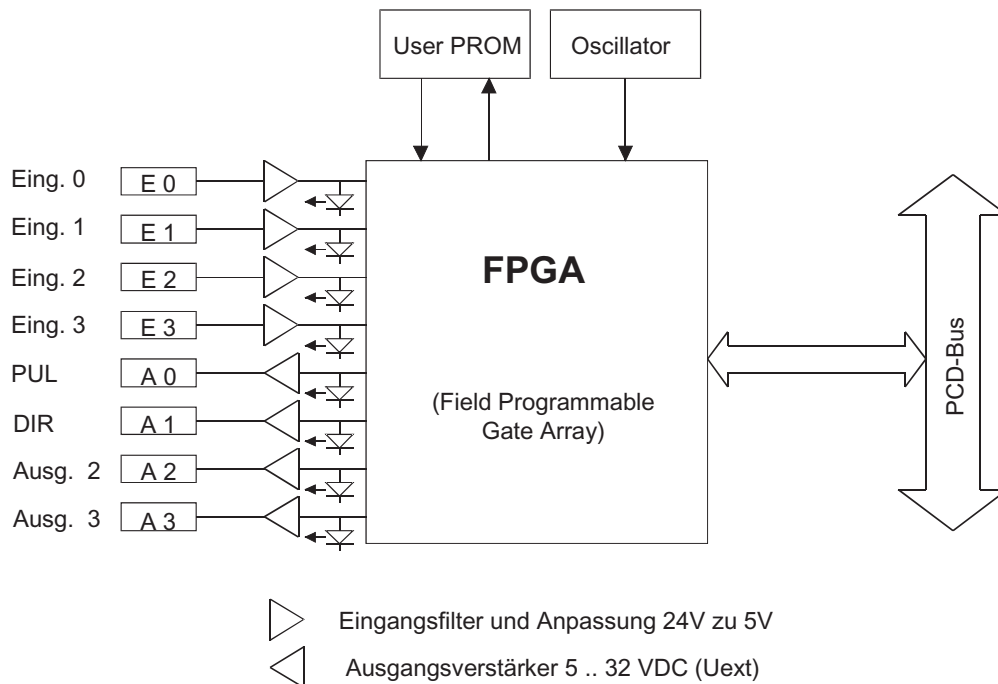 User PROM
Oscillator
Eing. 0 E 0
Eing. 1 E 1
Eing. 2 E 2
Eing. 3 E 3
PUL A 0
DIR A 1
Ausg. 2 A 2
Ausg. 3 A 3
FPGA
(Field Programmable
Gate Array)
PCD-Bus
Eingangsfilter und Anpassung 24V zu 5V
Ausgangsverstärker 5 .. 32 VDC (Uext)